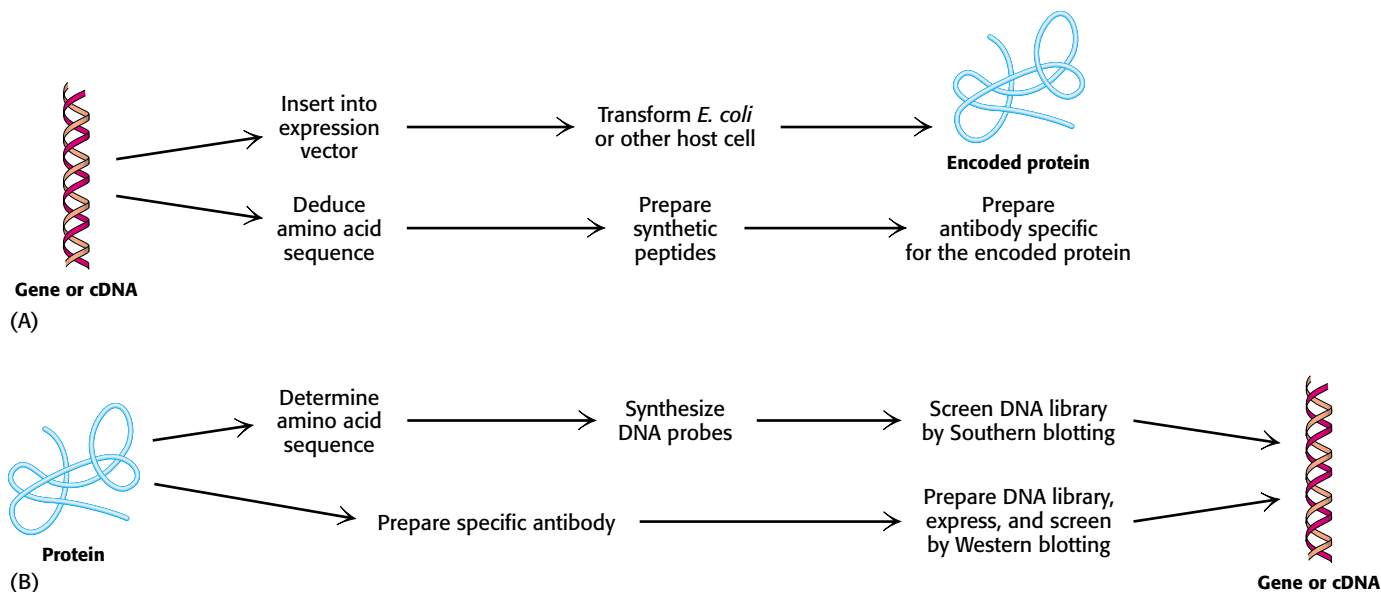 Insert into
expression
vector
Transform E. coli
or other host cell
Encoded protein
Deduce
amino acid
sequence
Prepare
synthetic
peptides
Prepare
antibody specific
for the encoded protein
Gene or cDNA
(A)
Determine
amino acid
sequence
Synthesize
DNA probes
Screen DNA library
by Southern blotting
Prepare specific antibody
Prepare DNA library,
express, and screen
by Western blotting
Protein
Gene or cDNA
(B)